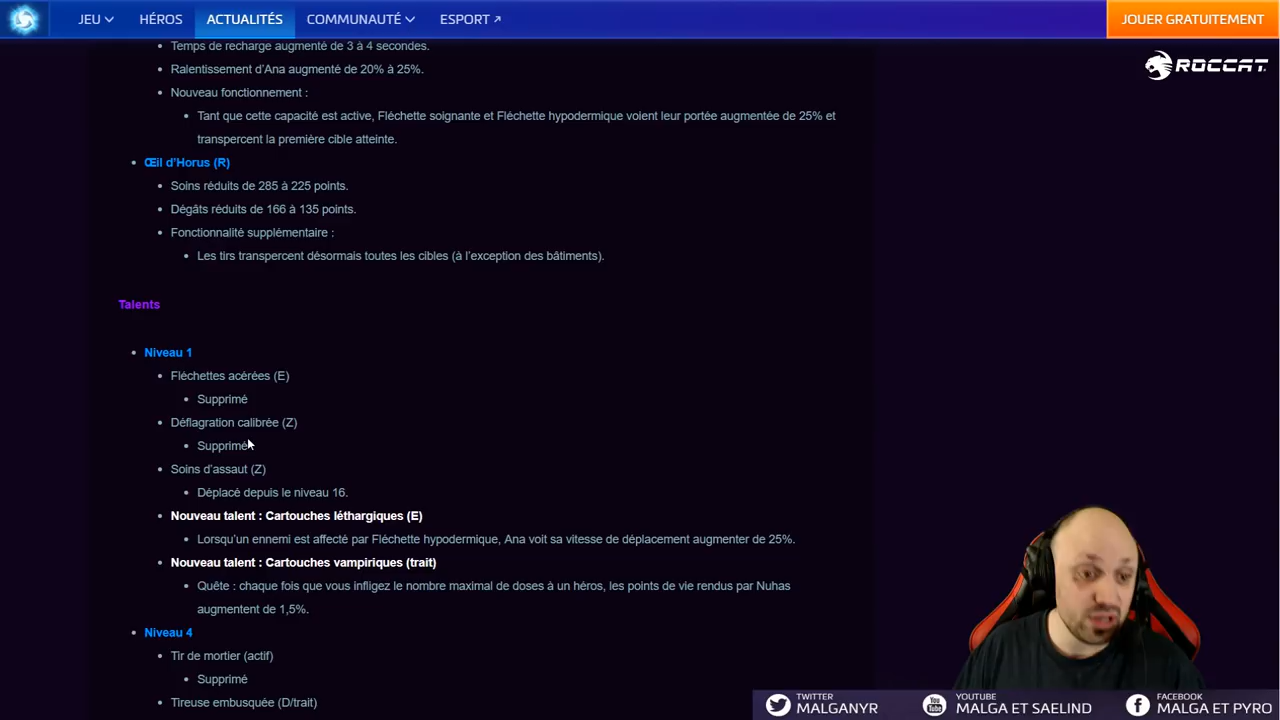 JEU HÉROS ACTUALITÉS COMMUNAUTÉ ESPORT JOUER GRATUITEMENT
Temps de recharge augmenté de 3 à 4 secondes.
ROCCAT
Ralentissement d’Ana augmenté de 20% à 25%.
Nouveau fonctionnement :
Tant que cette capacité est active, Fléchette soignante et Fléchette hypodermique voient leur portée augmentée de 25% et
transpercent la première cible atteinte.
Œil d’Horus (R)
Soins réduits de 285 à 225 points.
Dégâts réduits de 166 à 135 points.
Fonctionnalité supplémentaire :
Les tirs transpercent désormais toutes les cibles (à l’exception des bâtiments).
Talents
Niveau 1
Fléchettes acérées (E)
Supprimé
Déflagration calibrée (Z)
Supprimé
Soins d’assaut (Z)
Déplacé depuis le niveau 16.
Nouveau talent : Cartouches léthargiques (E)
Lorsqu’un ennemi est affecté par Fléchette hypodermique, Ana voit sa vitesse de déplacement augmenter de 25%.
Nouveau talent : Cartouches vampiriques (trait)
Quête : chaque fois que vous infligez le nombre maximal de doses à un héros, les points de vie rendus par Nuhas
augmentent de 1,5%.
Niveau 4
Tir de mortier (actif)
Supprimé
Tireuse embusquée (D/trait)
TWITTER
MALGANYR
YOUTUBE
MALGA ET SAELIND
FACEBOOK
MALGA ET PYRO